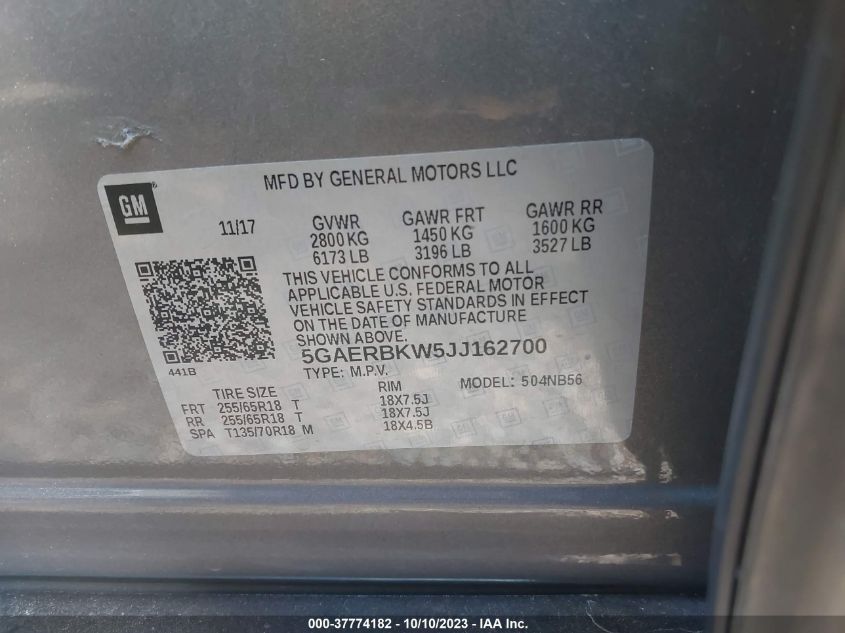 MFD BY GENERAL MOTORS LLC
GM
11/17 GVWR GAWR FRT GAWR RR
2800 KG 1450 KG 1600 KG
6173 LB 3196 LB 3527 LB
THIS VEHICLE CONFORMS TO ALL
APPLICABLE U.S. FEDERAL MOTOR
VEHICLE SAFETY STANDARDS IN EFFECT
ON THE DATE OF MANUFACTURE
SHOWN ABOVE.
441B
5GAERBKW5JJ162700
TYPE: M.P.V. MODEL: 504NB56
TIRE SIZE RIM
FRT 255/65R18 T 18X7.5J
RR 255/65R18 T 18X7.5J
SPA T135/70R18 M 18X4.5B
000-37774182 - 10/10/2023 - IAA Inc.